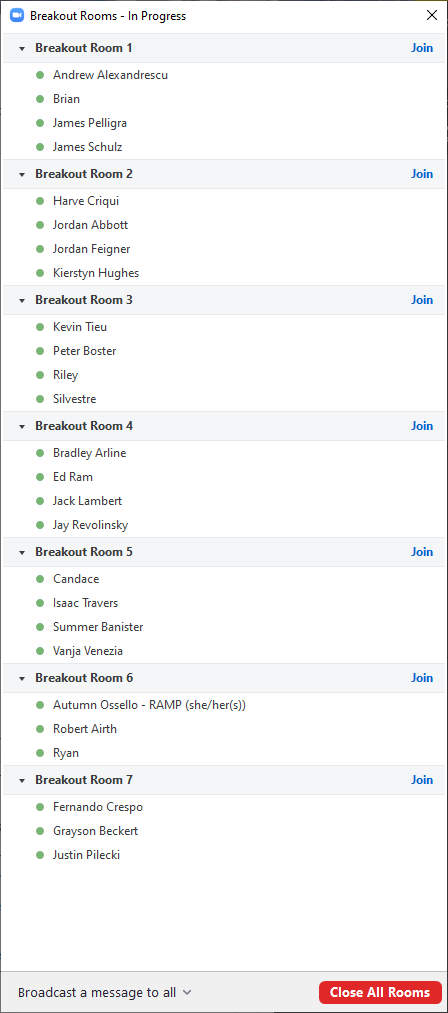 Breakout Rooms - In Progress
Breakout Room 1 Join
Andrew Alexandrescu
Brian
James Pelligra
James Schulz
Breakout Room 2 Join
Harve Criqui
Jordan Abbott
Jordan Feigner
Kierstyn Hughes
Breakout Room 3 Join
Kevin Tieu
Peter Boster
Riley
Silvestre
Breakout Room 4 Join
Bradley Arline
Ed Ram
Jack Lambert
Jay Revolinsky
Breakout Room 5 Join
Candace
Isaac Travers
Summer Banister
Vanja Venezia
Breakout Room 6 Join
Autumn Ossello - RAMP (she/her(s))
Robert Airth
Ryan
Breakout Room 7 Join
Fernando Crespo
Grayson Beckert
Justin Pilecki
Broadcast a message to all Close All Rooms